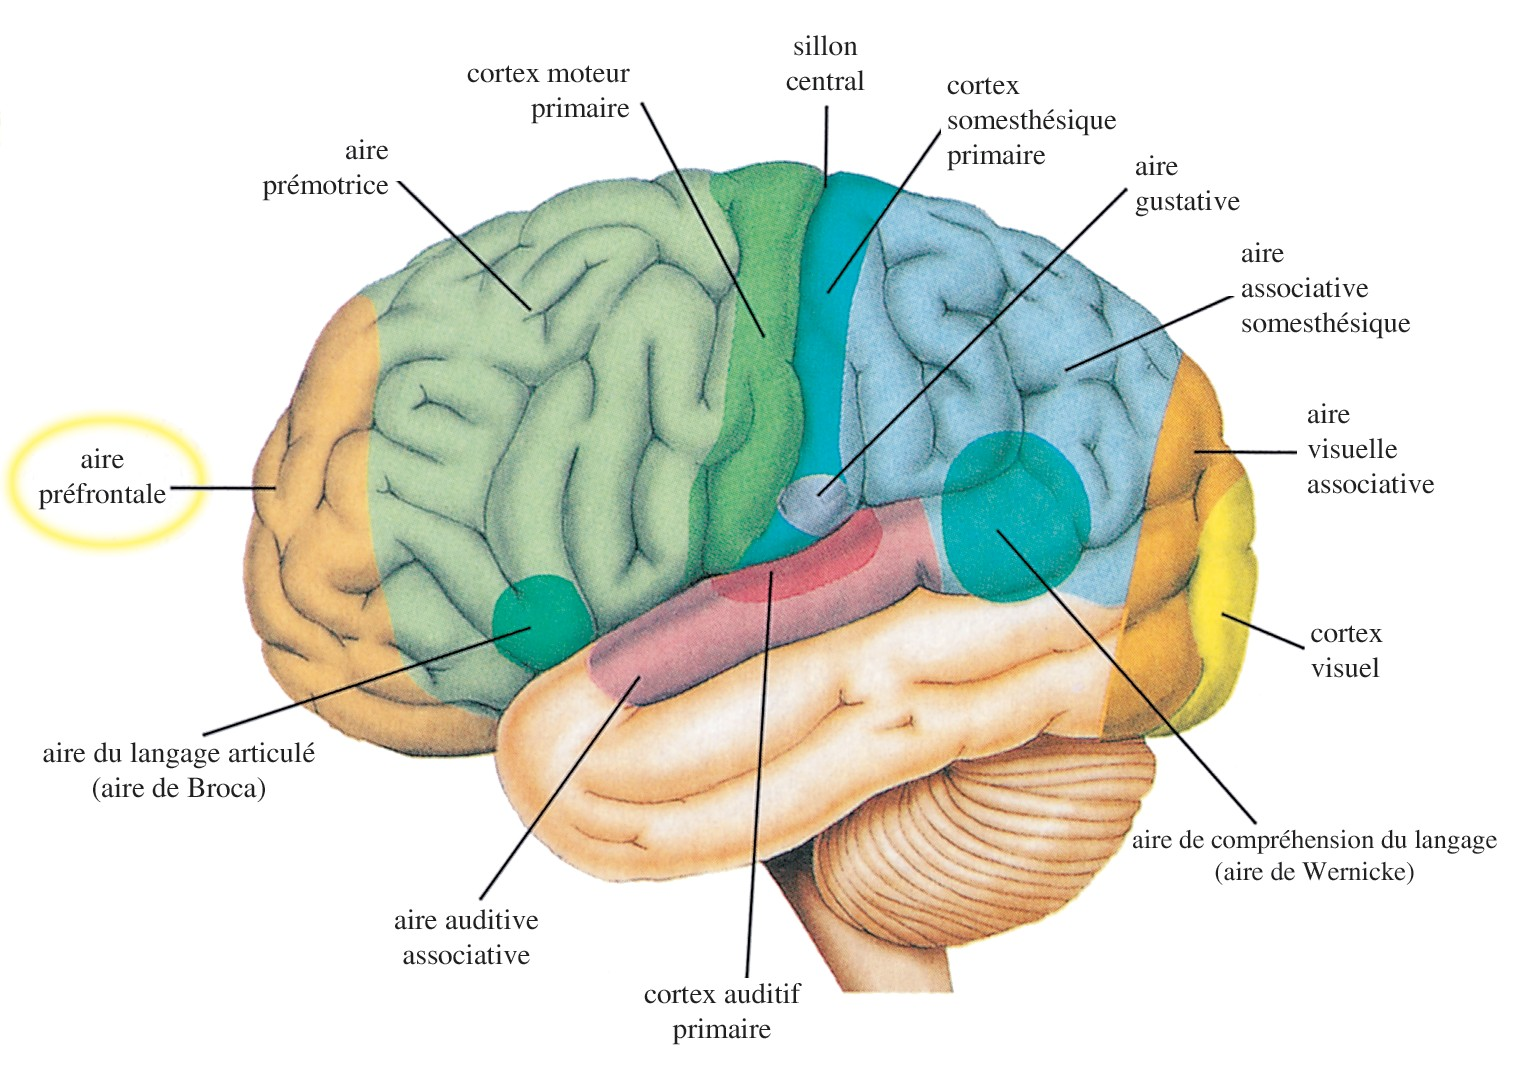 sillon
central
cortex moteur
primaire
cortex
somesthésique
primaire
aire
prémotrice
aire
gustative
aire
associative
somesthésique
aire
visuelle
associative
aire
préfrontale
cortex
visuel
aire du langage articulé
(aire de Broca)
aire de compréhension du langage
(aire de Wernicke)
aire auditive
associative
cortex auditif
primaire